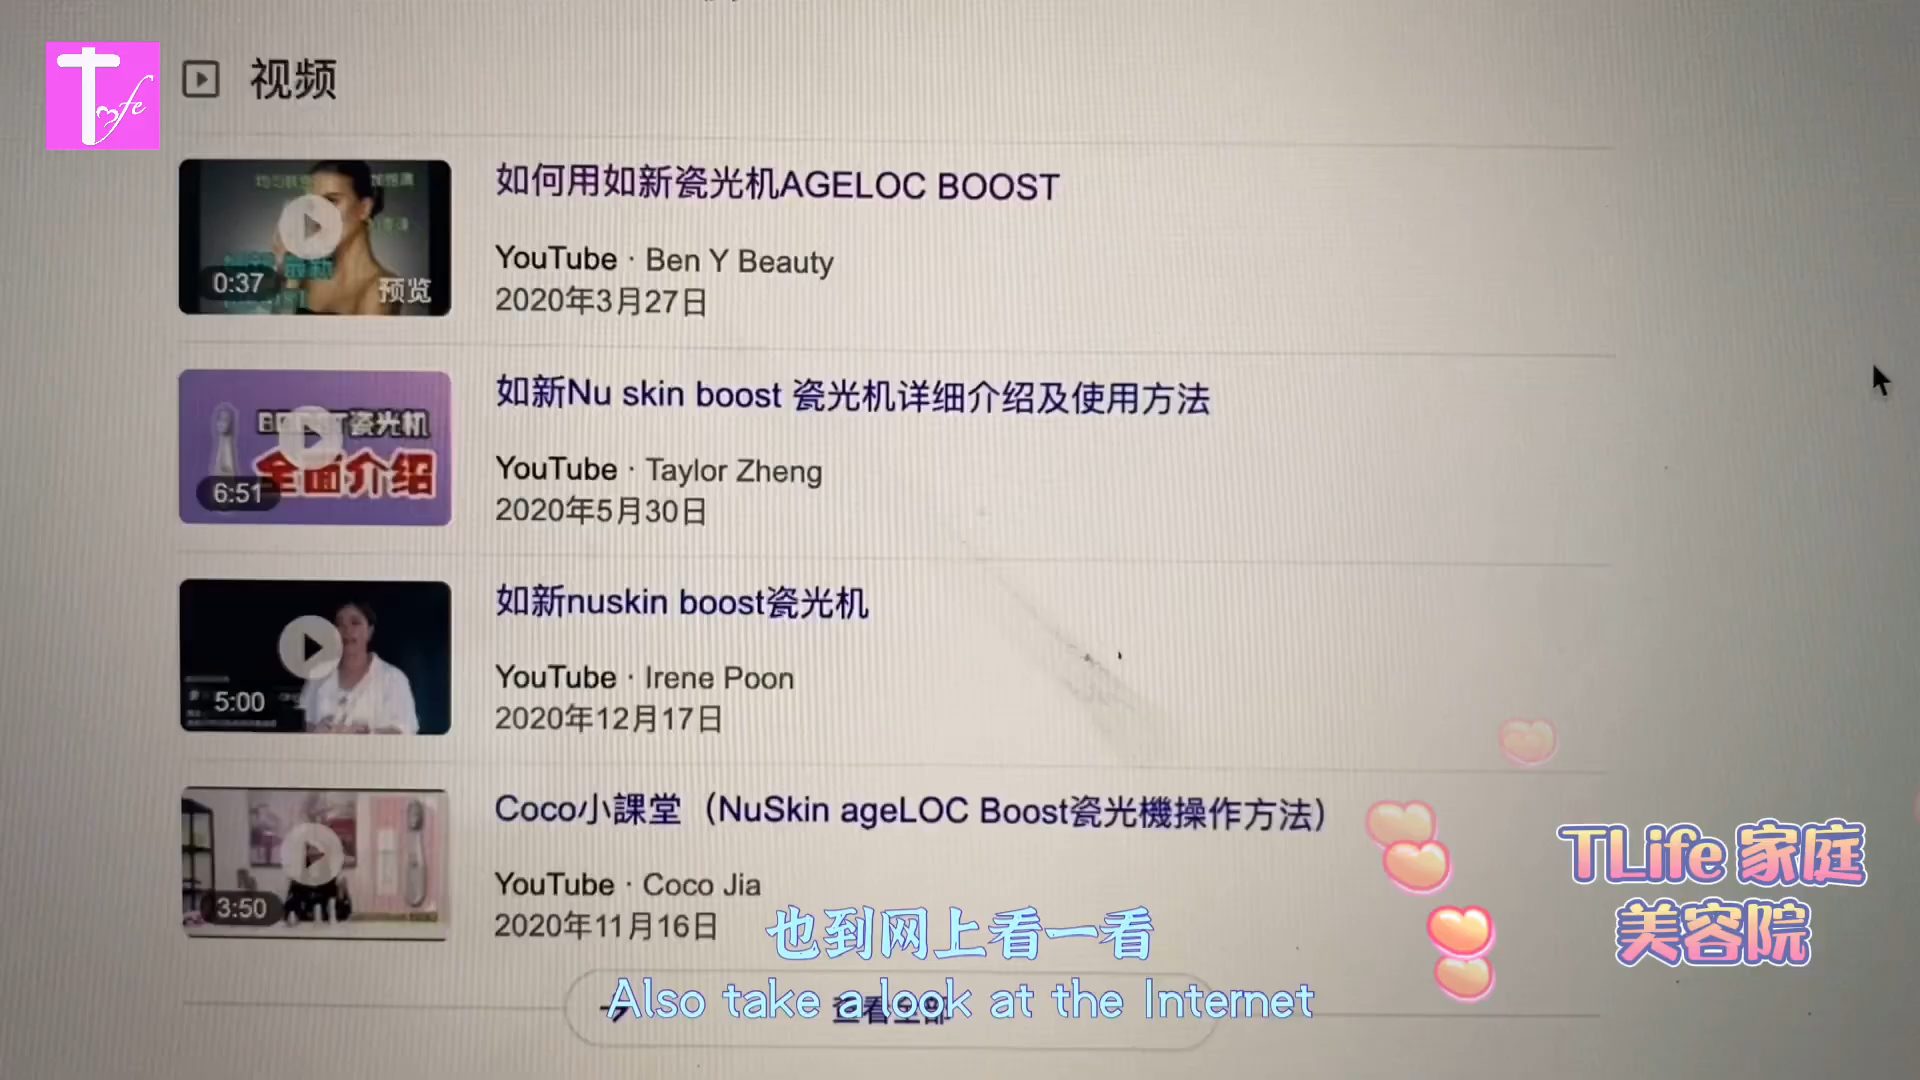 Tlife
视频
如何用如新瓷光机AGELOC BOOST
YouTube · Ben Y Beauty
2020年3月27日
0:37
预览
如新Nu skin boost 瓷光机详细介绍及使用方法
YouTube · Taylor Zheng
2020年5月30日
瓷光机
全面介绍
6:51
如新nuskin boost瓷光机
YouTube · Irene Poon
2020年12月17日
5:00
Coco小課堂（NuSkin ageLOC Boost瓷光機操作方法）
YouTube · Coco Jia
2020年11月16日
3:50
TLife 家庭
美容院
也到网上看一看
Also take a look at the Internet
查看全部